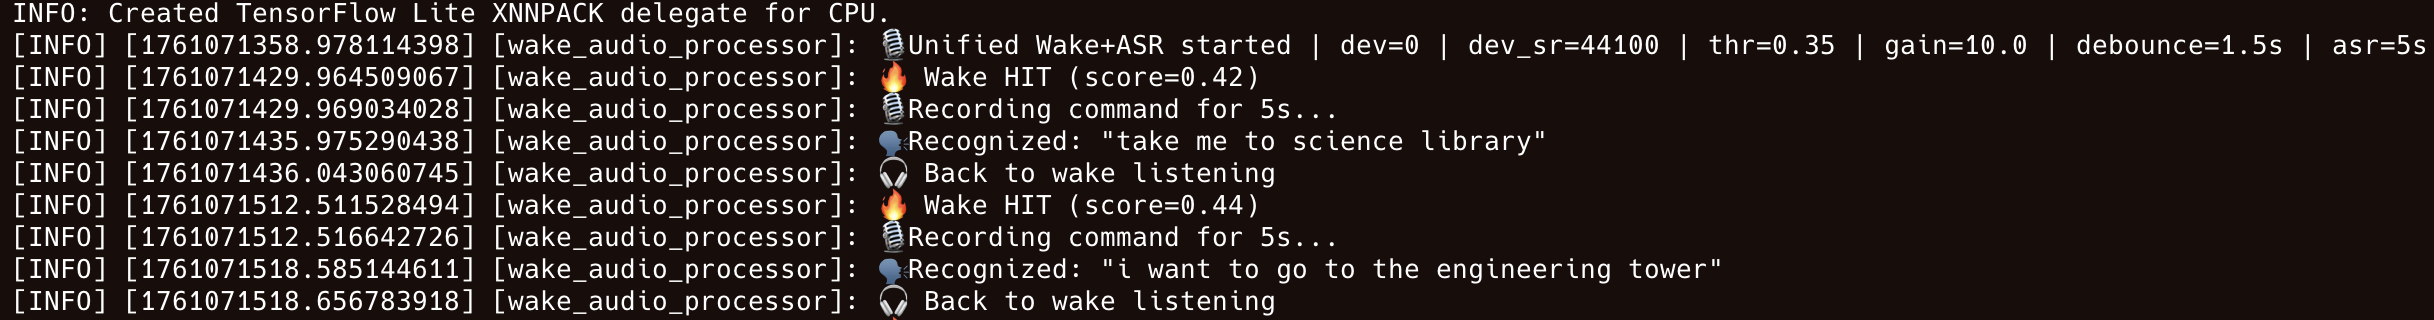 INFO: Created TensorFlow Lite XNNPACK delegate for CPU.
[INFO] [1761071358.978114398] [wake_audio_processor]: 🎙Unified Wake+ASR started | dev=0 | dev_sr=44100 | thr=0.35 | gain=10.0 | debounce=1.5s | asr=5s
[INFO] [1761071429.964509067] [wake_audio_processor]: 🔥 Wake HIT (score=0.42)
[INFO] [1761071429.969034028] [wake_audio_processor]: 🎙Recording command for 5s...
[INFO] [1761071435.975290438] [wake_audio_processor]: 🗣Recognized: "take me to science library"
[INFO] [1761071436.043060745] [wake_audio_processor]: 🎧 Back to wake listening
[INFO] [1761071512.511528494] [wake_audio_processor]: 🔥 Wake HIT (score=0.44)
[INFO] [1761071512.516642726] [wake_audio_processor]: 🎙Recording command for 5s...
[INFO] [1761071518.585144611] [wake_audio_processor]: 🗣Recognized: "i want to go to the engineering tower"
[INFO] [1761071518.656783918] [wake_audio_processor]: 🎧 Back to wake listening